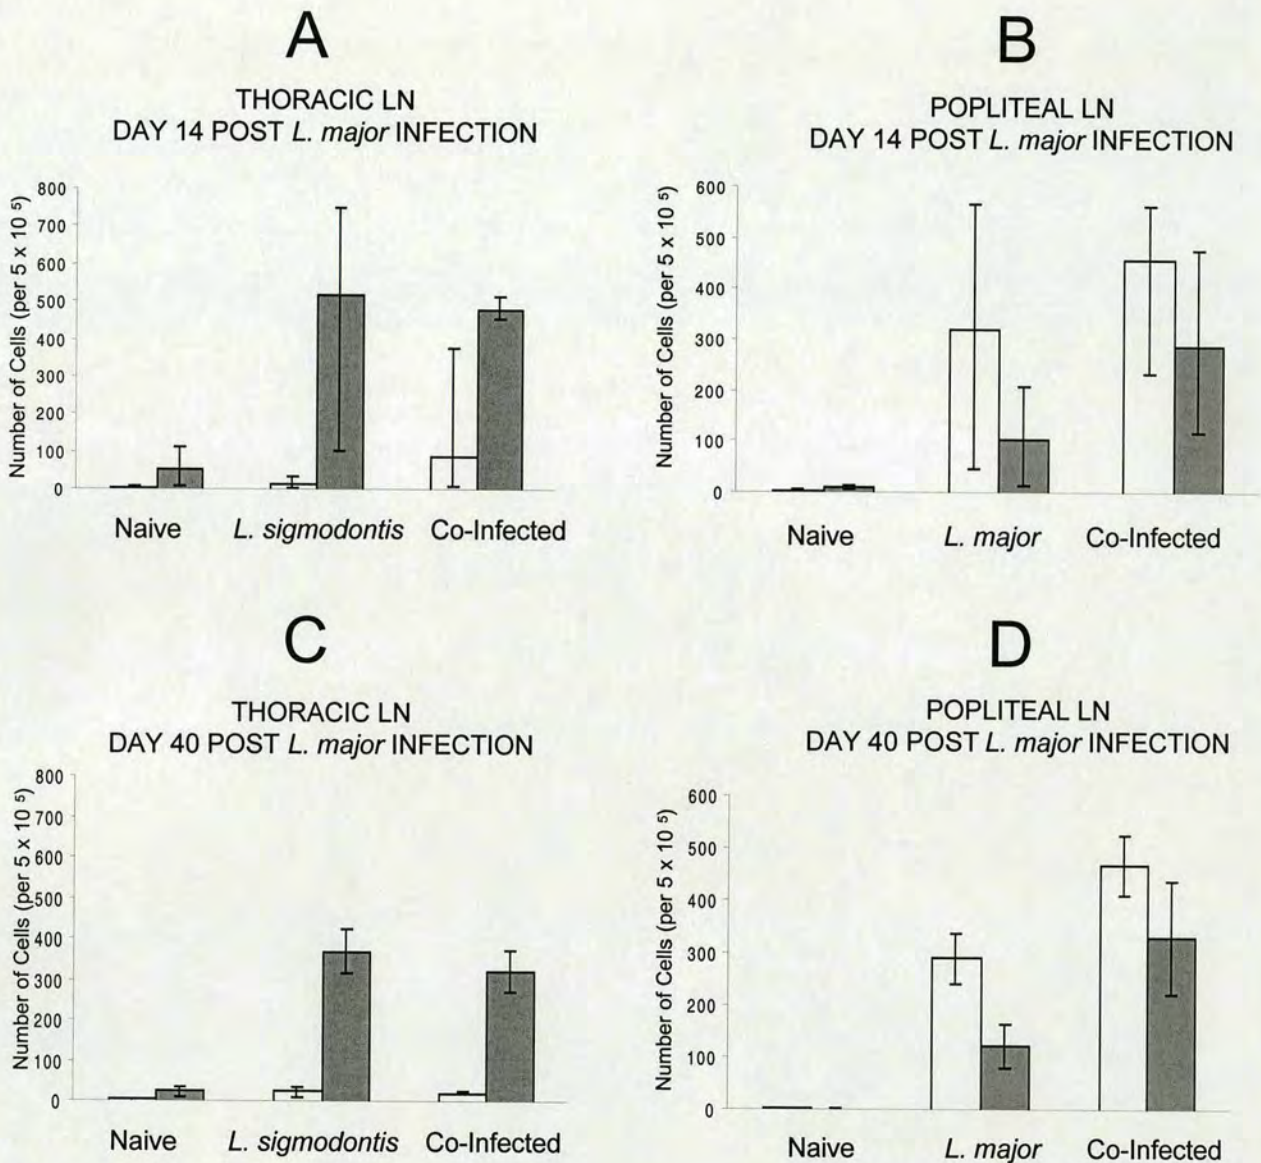 A
THORACIC LN
DAY 14 POST L. major INFECTION
Number of Cells (per 5 x 10 5)
800
700
600
500
400
300
200
100
0
Naive L. sigmodontis Co-Infected
B
POPLITEAL LN
DAY 14 POST L. major INFECTION
Number of Cells (per 5 x 10 5)
600
500
400
300
200
100
0
Naive L. major Co-Infected
C
THORACIC LN
DAY 40 POST L. major INFECTION
Number of Cells (per 5 x 10 5)
800
700
600
500
400
300
200
100
0
Naive L. sigmodontis Co-Infected
D
POPLITEAL LN
DAY 40 POST L. major INFECTION
Number of Cells (per 5 x 10 5)
600
500
400
300
200
100
0
Naive L. major Co-Infected